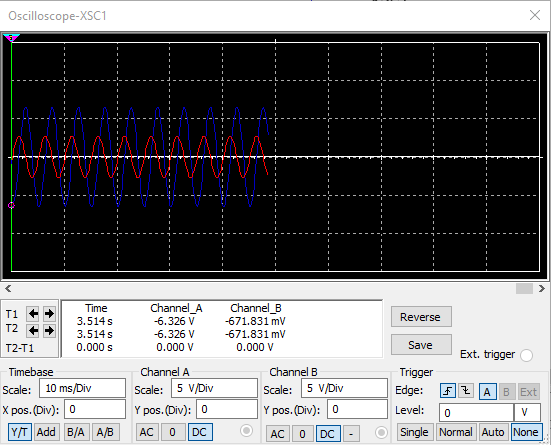 Oscilloscope-XSC1
T1
T2
T2-T1
Time Channel_A Channel_B
3.514 s -6.326 V -671.831 mV
3.514 s -6.326 V -671.831 mV
0.000 s 0.000 V 0.000 V
Reverse
Save
Ext. trigger
Timebase
Scale: 10 ms/Div
X pos.(Div): 0
Y/T Add B/A A/B
Channel A
Scale: 5 V/Div
Y pos.(Div): 0
AC 0 DC
Channel B
Scale: 5 V/Div
Y pos.(Div): 0
AC 0 DC -
Trigger
Edge: A B Ext
Level: 0 V
Single Normal Auto None